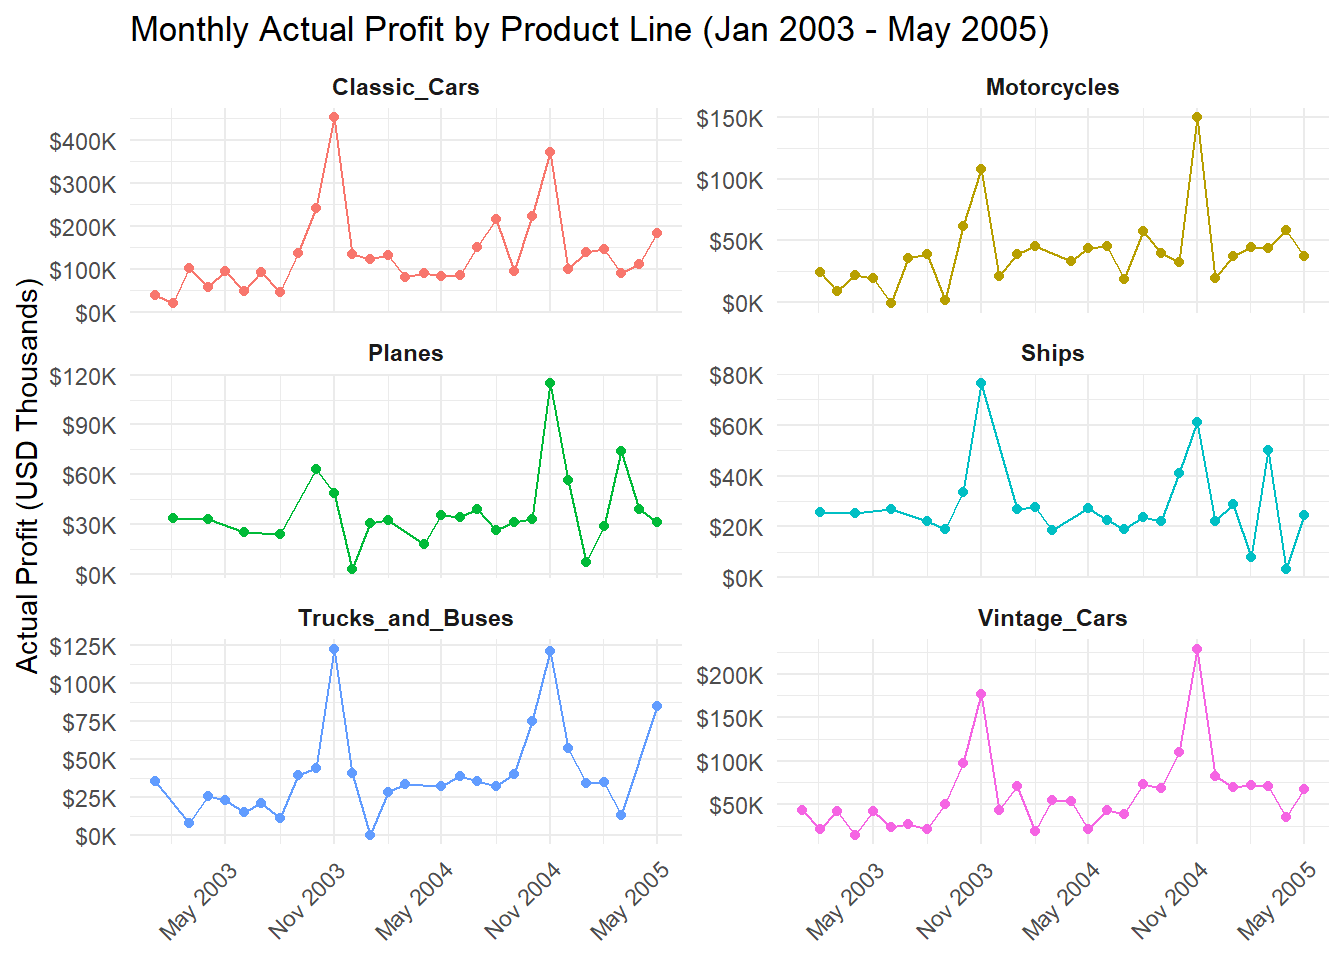 Monthly Actual Profit by Product Line (Jan 2003 - May 2005)
Actual Profit (USD Thousands)
Classic_Cars
$400K
$300K
$200K
$100K
$0K
Motorcycles
$150K
$100K
$50K
$0K
Planes
$120K
$90K
$60K
$30K
$0K
Ships
$80K
$60K
$40K
$20K
$0K
Trucks_and_Buses
$125K
$100K
$75K
$50K
$25K
$0K
May 2003
Nov 2003
May 2004
Nov 2004
May 2005
Vintage_Cars
$200K
$150K
$100K
$50K
May 2003
Nov 2003
May 2004
Nov 2004
May 2005